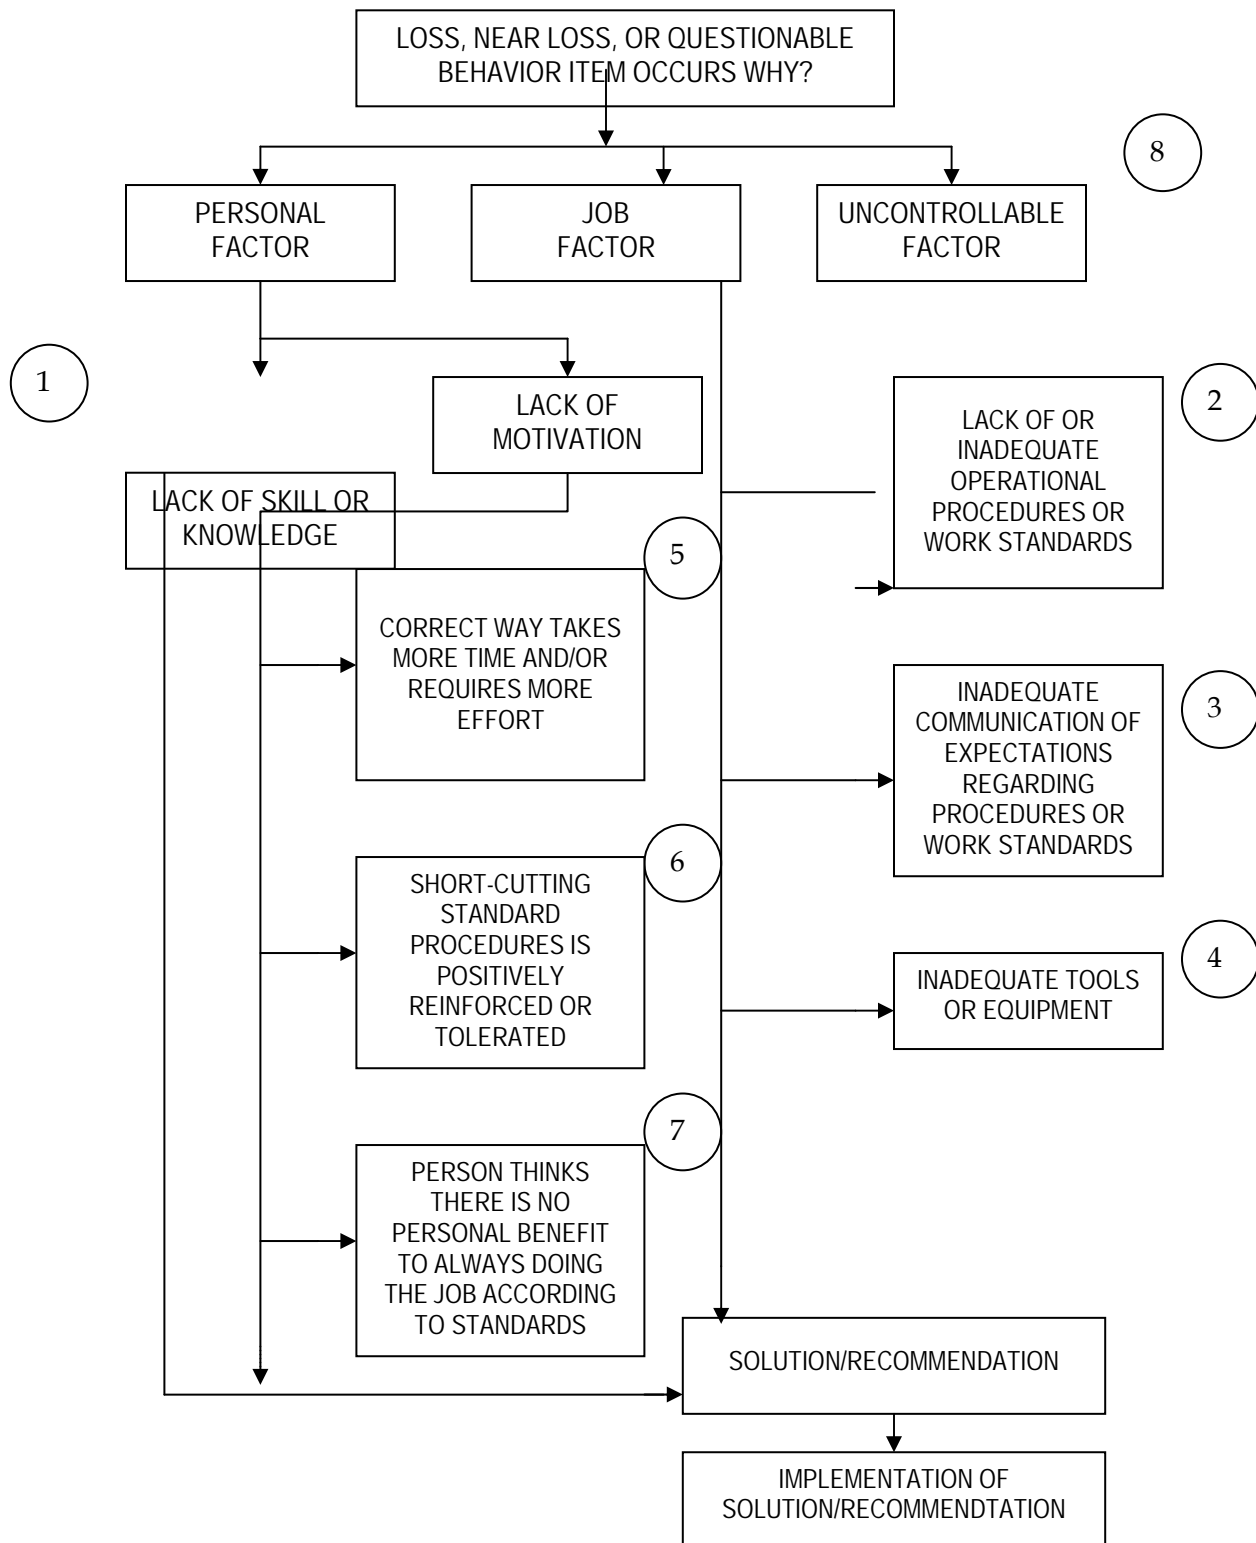 LOSS, NEAR LOSS, OR QUESTIONABLE
BEHAVIOR ITEM OCCURS WHY?
8
PERSONAL
FACTOR
JOB
FACTOR
UNCONTROLLABLE
FACTOR
1
LACK OF
MOTIVATION
2
LACK OF OR
INADEQUATE
OPERATIONAL
PROCEDURES OR
WORK STANDARDS
LACK OF SKILL OR
KNOWLEDGE
5
CORRECT WAY TAKES
MORE TIME AND/OR
REQUIRES MORE
EFFORT
3
INADEQUATE
COMMUNICATION OF
EXPECTATIONS
REGARDING
PROCEDURES OR
WORK STANDARDS
6
SHORT-CUTTING
STANDARD
PROCEDURES IS
POSITIVELY
REINFORCED OR
TOLERATED
4
INADEQUATE TOOLS
OR EQUIPMENT
7
PERSON THINKS
THERE IS NO
PERSONAL BENEFIT
TO ALWAYS DOING
THE JOB ACCORDING
TO STANDARDS
SOLUTION/RECOMMENDATION
IMPLEMENTATION OF
SOLUTION/RECOMMENDTATION